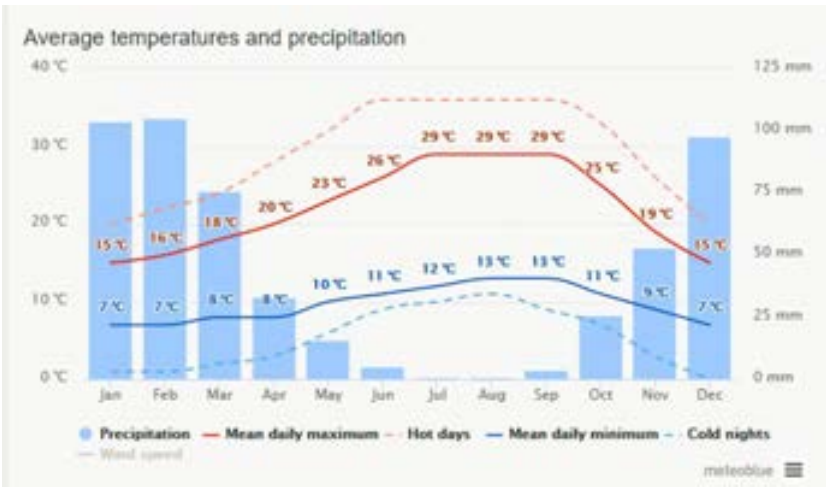 Average temperatures and precipitation
40 °C 125 mm
30 °C 100 mm
20 °C 75 mm
50 mm
10 °C 25 mm
0 °C 0 mm
15 °C 16 °C 18 °C 20 °C 23 °C 26 °C 29 °C 29 °C 29 °C 25 °C 19 °C 15 °C
7 °C 7 °C 8 °C 8 °C 10 °C 11 °C 12 °C 13 °C 13 °C 11 °C 9 °C 7 °C
Jan Feb Mar Apr May Jun Jul Aug Sep Oct Nov Dec
Precipitation Mean daily maximum Hot days Mean daily minimum Cold nights
Wind speed
meteoblue